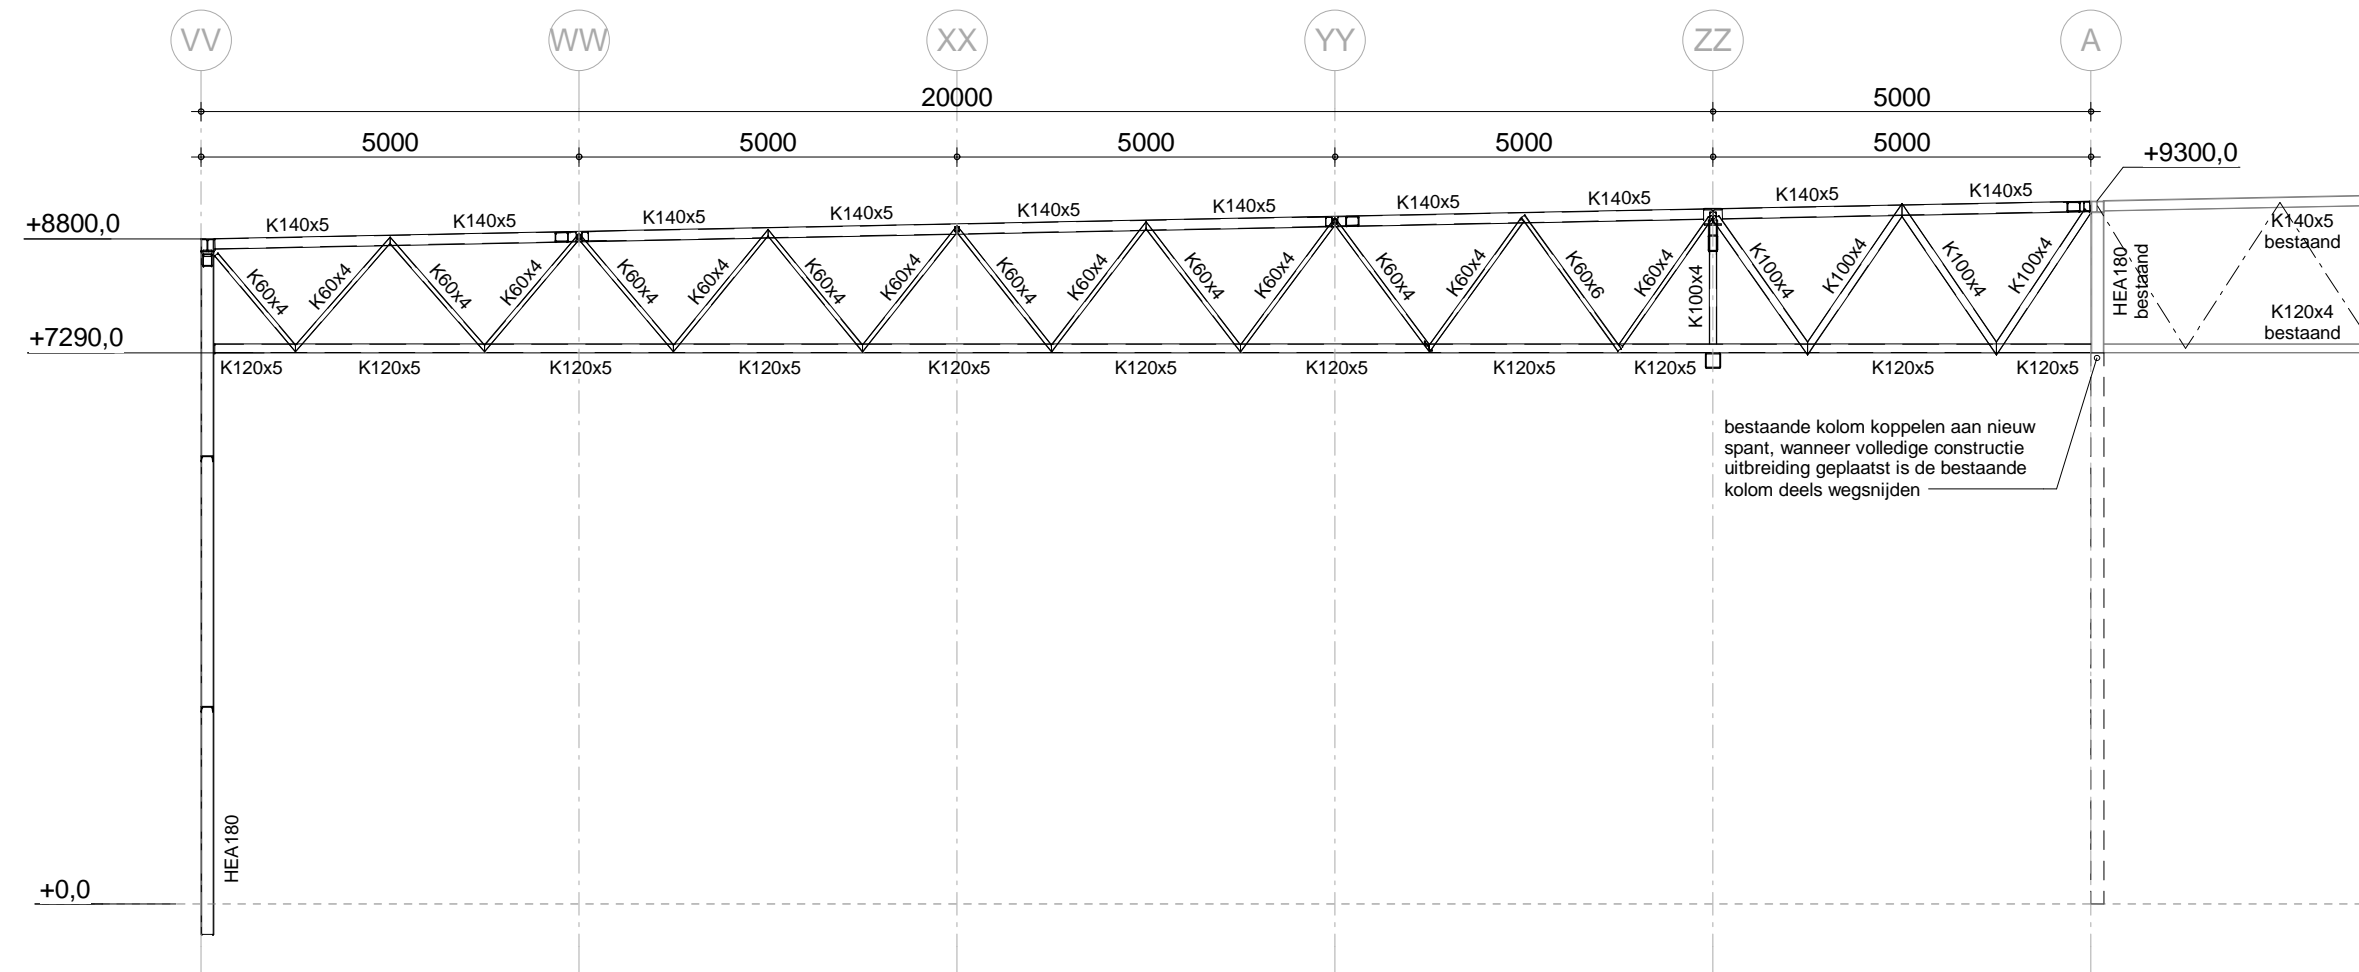 VV
WW
XX
YY
ZZ
A
20000
5000
5000
5000
5000
5000
5000
+9300,0
+8800,0
+7290,0
+0,0
K140x5
K140x5
K140x5
K140x5
K140x5
K140x5
K140x5
K140x5
K140x5
K140x5
K60x4
K60x4
K60x4
K60x4
K60x4
K60x4
K60x4
K60x4
K60x4
K60x4
K60x4
K60x4
K60x4
K60x4
K60x6
K60x4
K100x4
K100x4
K100x4
K100x4
K100x4
HEA180
bestaand
K140x5
bestaand
K120x4
bestaand
K120x5
K120x5
K120x5
K120x5
K120x5
K120x5
K120x5
K120x5
K120x5
K120x5
K120x5
bestaande kolom koppelen aan nieuw
spant, wanneer volledige constructie
uitbreiding geplaatst is de bestaande
kolom deels wegsnijden
HEA180